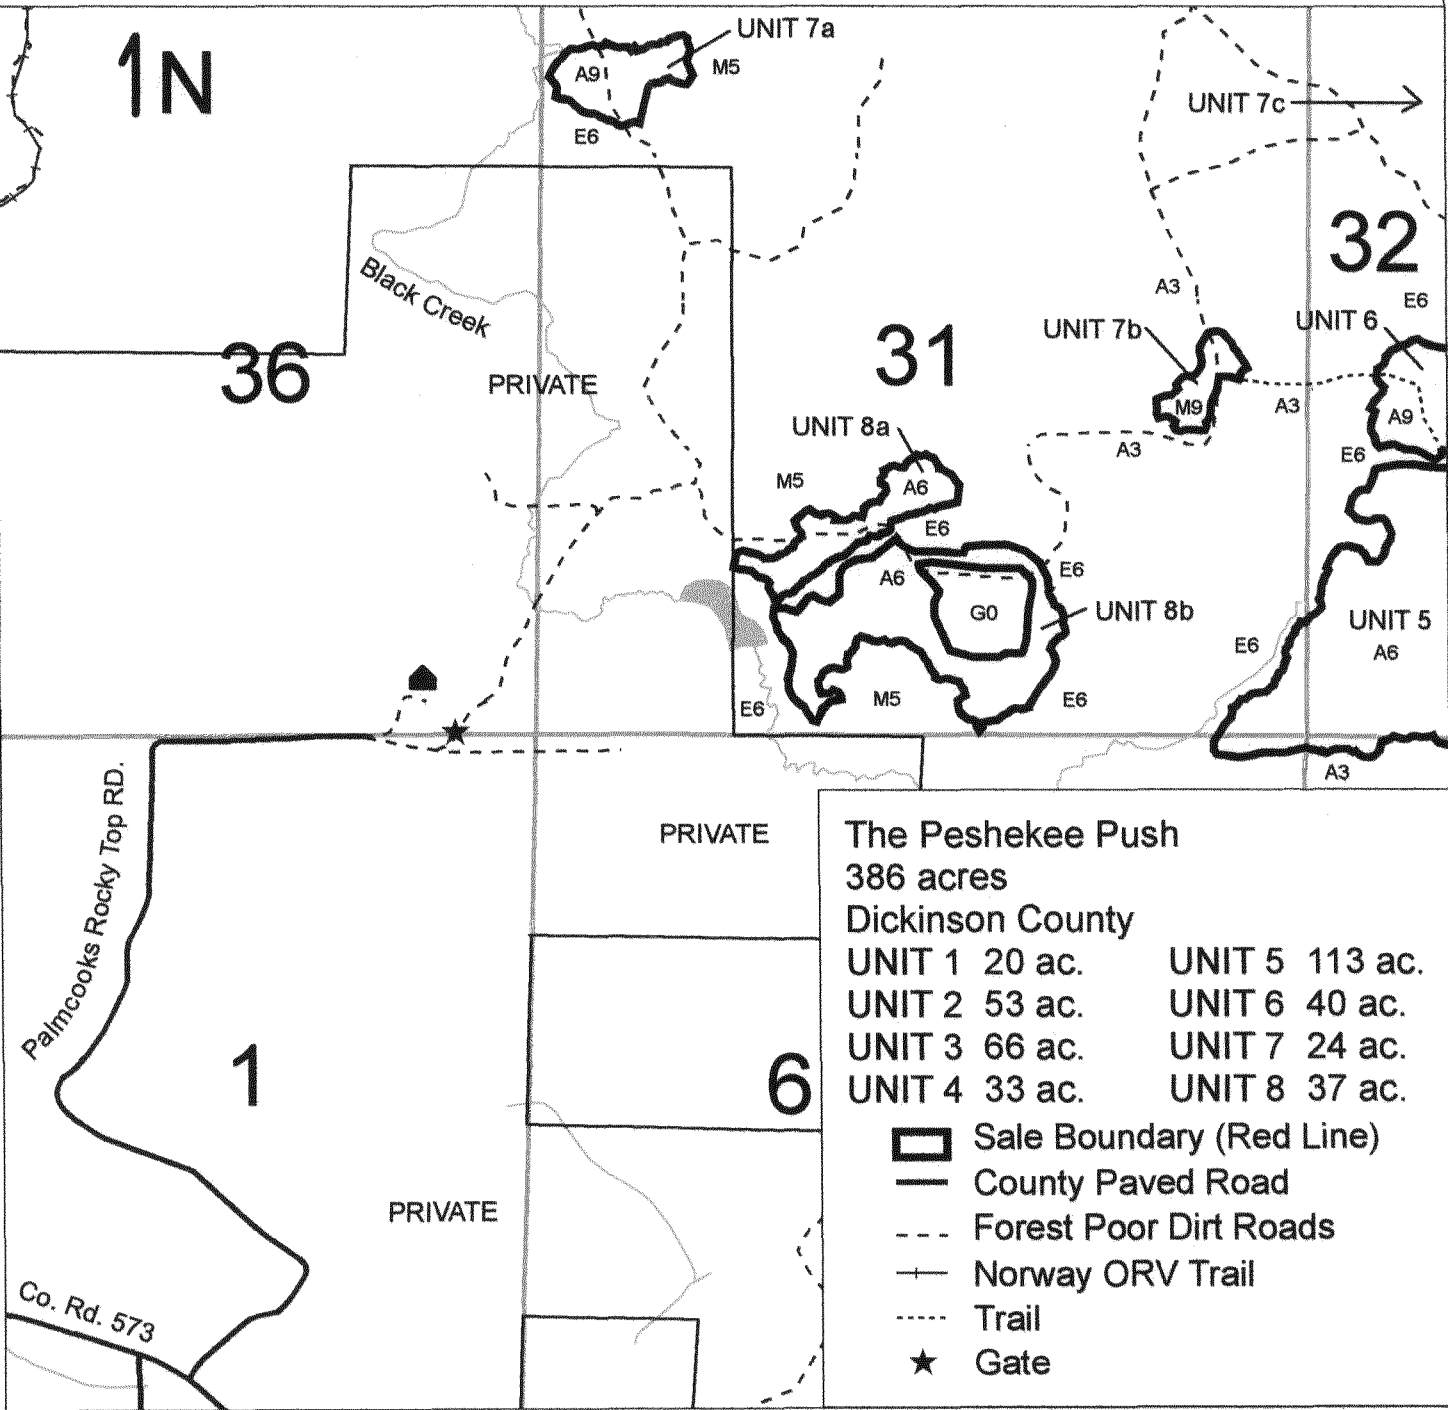 UNIT 7a
1N
A9
M5
UNIT 7c
E6
32
A3
E6
Black Creek
UNIT 7b
UNIT 6
31
36
PRIVATE
M9
A3
A9
UNIT 8a
A3
E6
M5
A6
E6
A6
E6
G0
UNIT 8b
UNIT 5
E6
A6
E6
M5
E6
A3
Palmcooks Rocky Top RD.
PRIVATE
The Peshekee Push
386 acres
Dickinson County
UNIT 1 20 ac. UNIT 5 113 ac.
UNIT 2 53 ac. UNIT 6 40 ac.
UNIT 3 66 ac. UNIT 7 24 ac.
UNIT 4 33 ac. UNIT 8 37 ac.
1
6
Sale Boundary (Red Line)
County Paved Road
PRIVATE
Forest Poor Dirt Roads
Norway ORV Trail
Co. Rd. 573
Trail
Gate